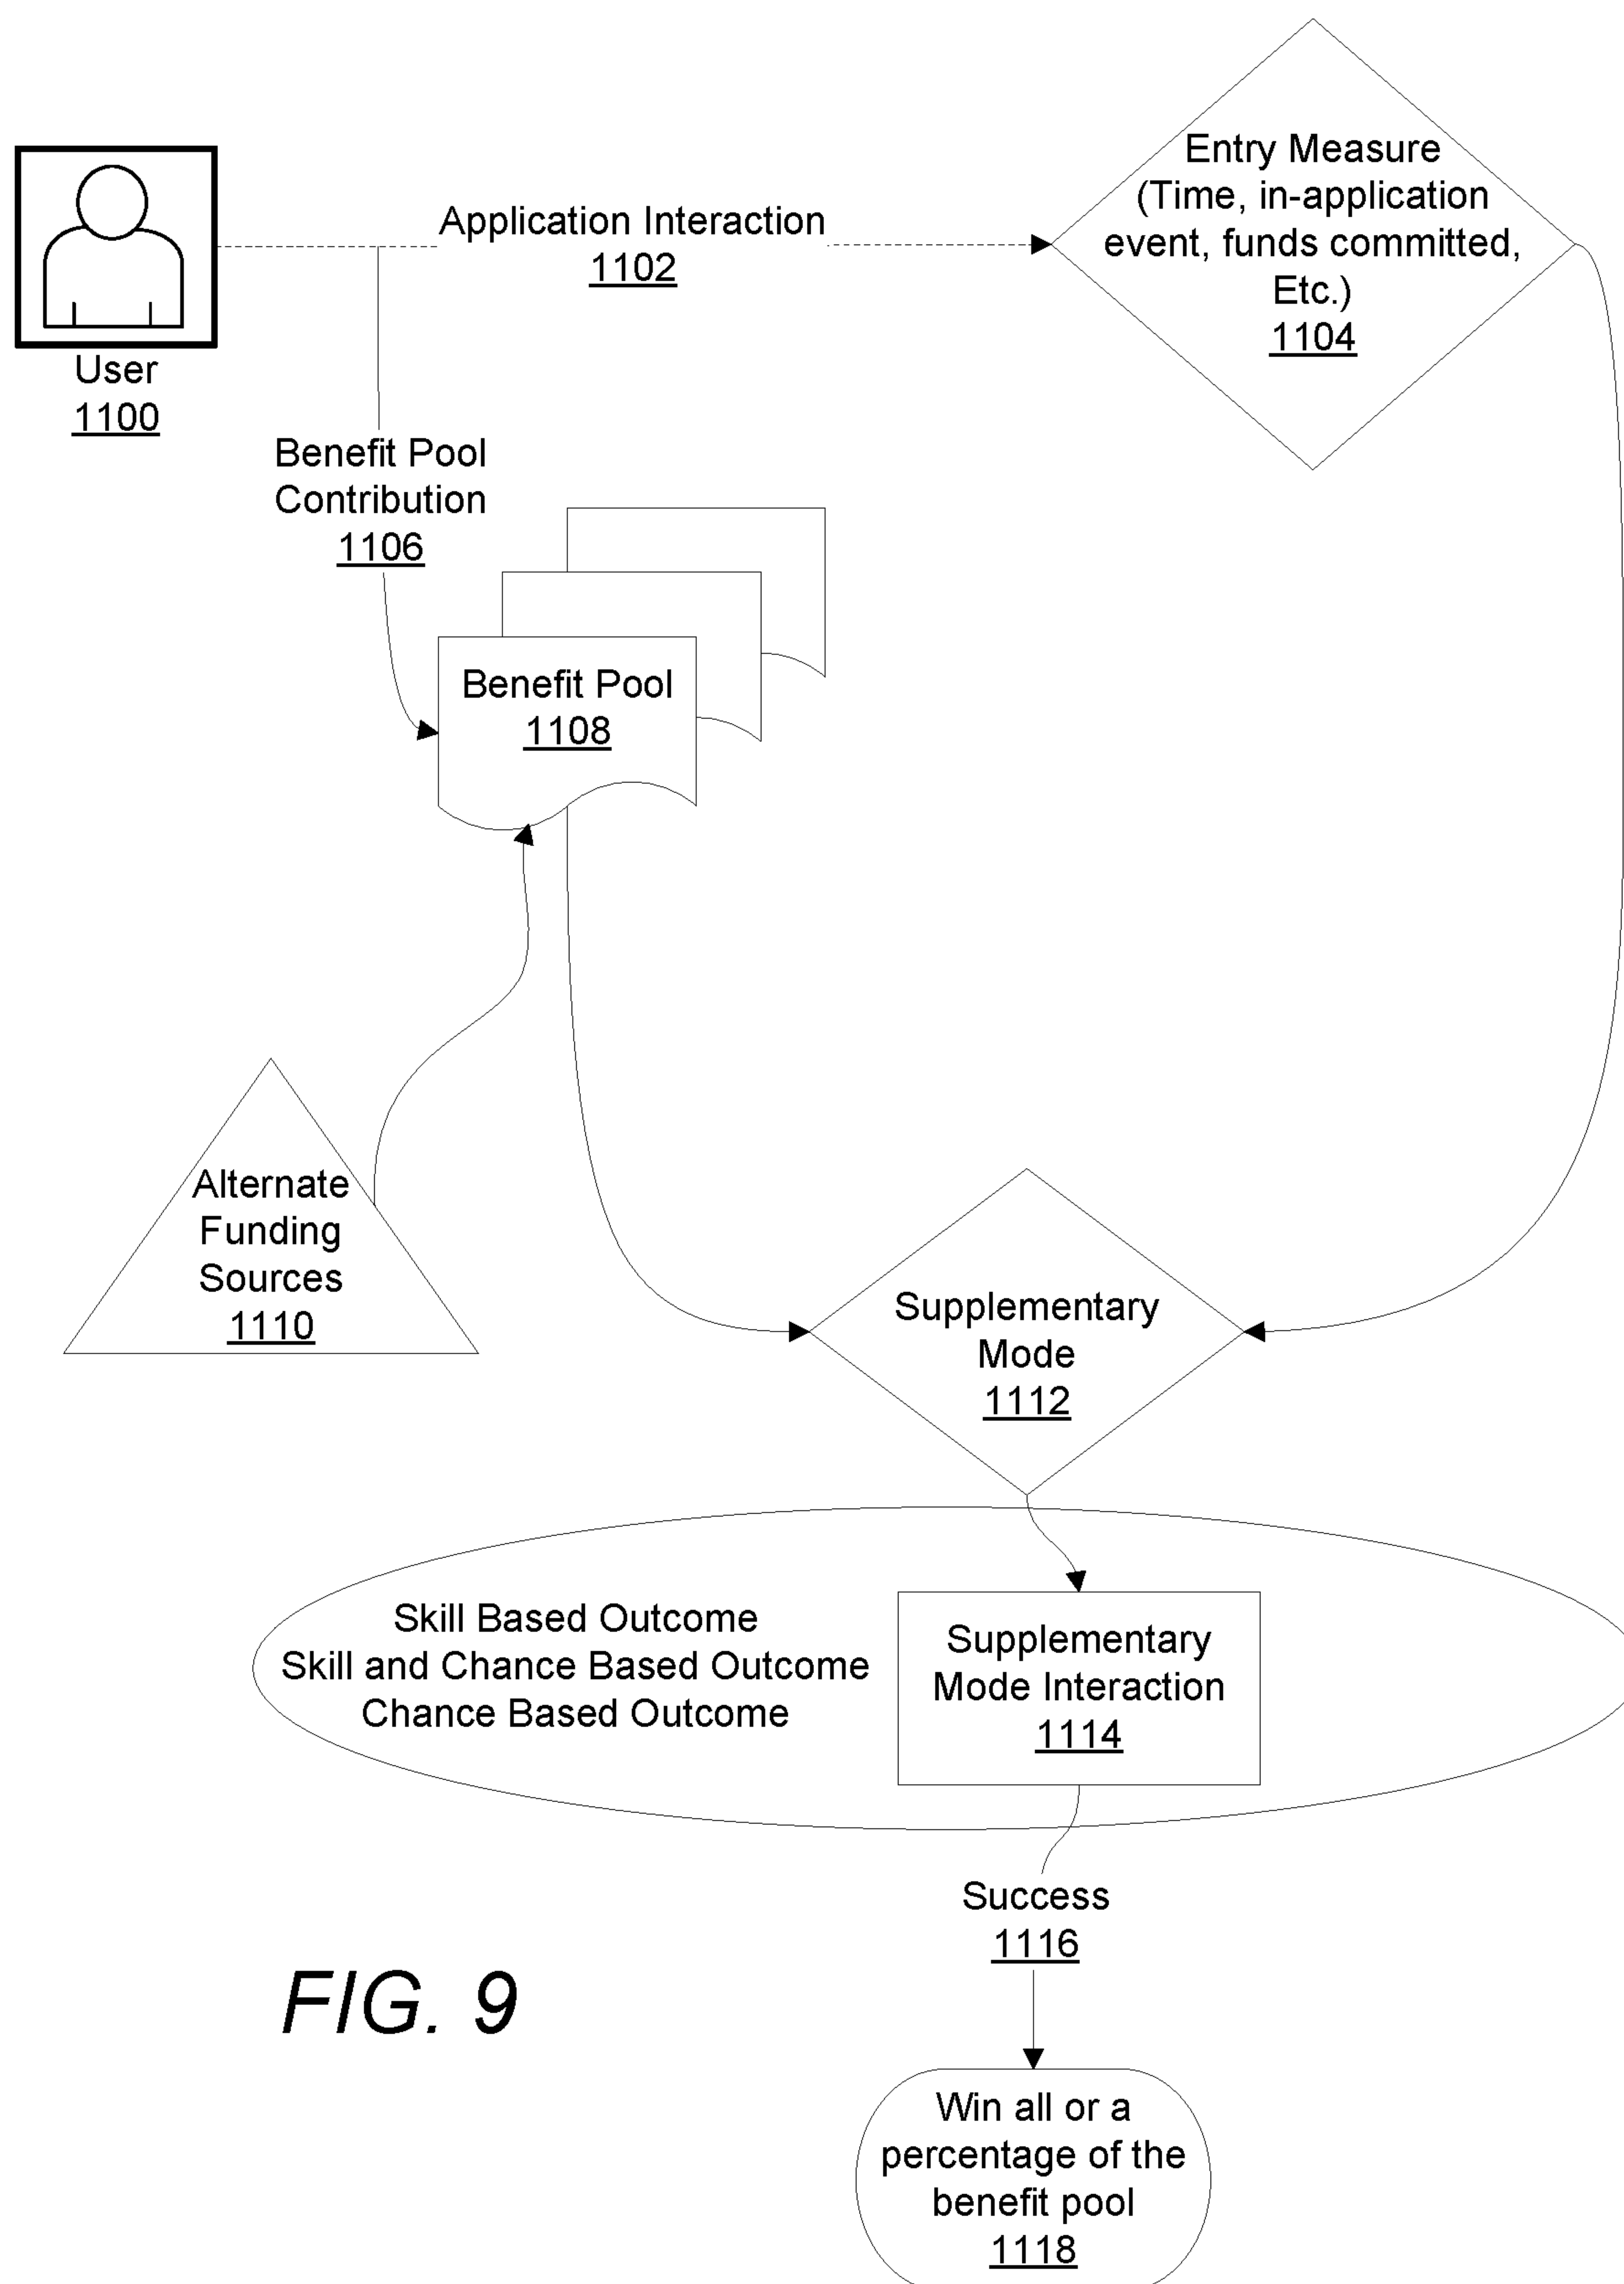 Entry Measure
(Time, in-application
event, funds committed,
Etc.)
1104
Application Interaction
1102
User
1100
Benefit Pool
Contribution
1106
Benefit Pool
1108
Alternate
Funding
Sources
1110
Supplementary
Mode
1112
Skill Based Outcome
Skill and Chance Based Outcome
Chance Based Outcome
Supplementary
Mode Interaction
1114
Success
1116
FIG. 9
Win all or a
percentage of the
benefit pool
1118